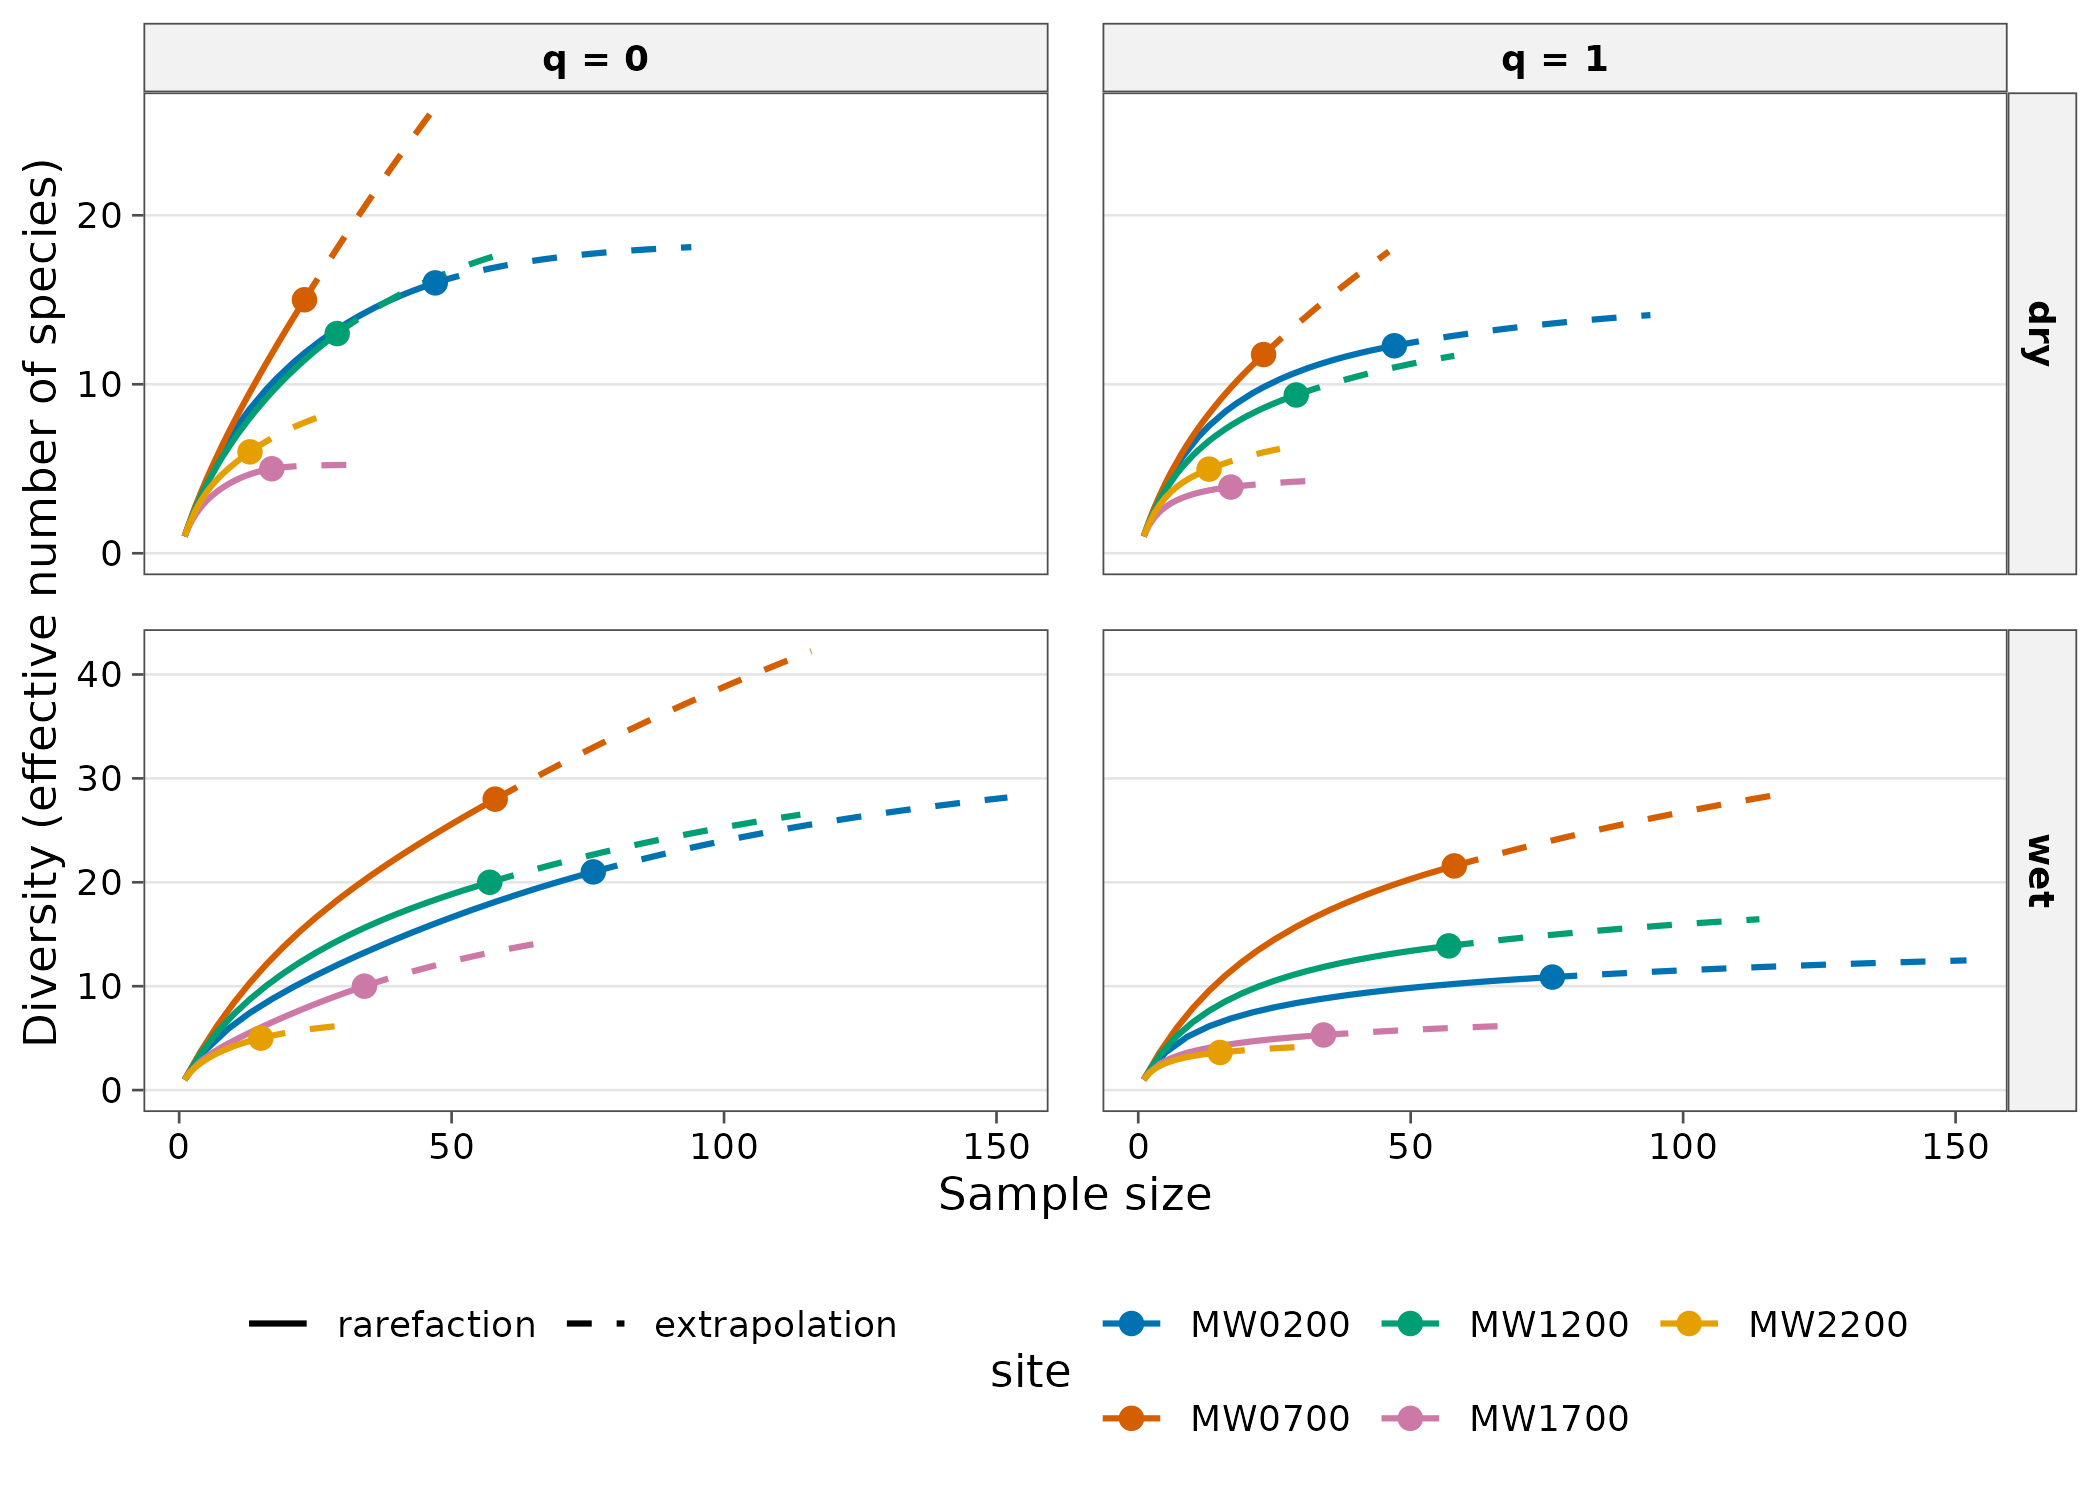 q = 0
q = 1
20
10
0
dry
40
30
20
10
0
wet
0 50 100 150
0 50 100 150
Sample size
Diversity (effective number of species)
rarefaction extrapolation
site
MW0200 MW1200 MW2200
MW0700 MW1700